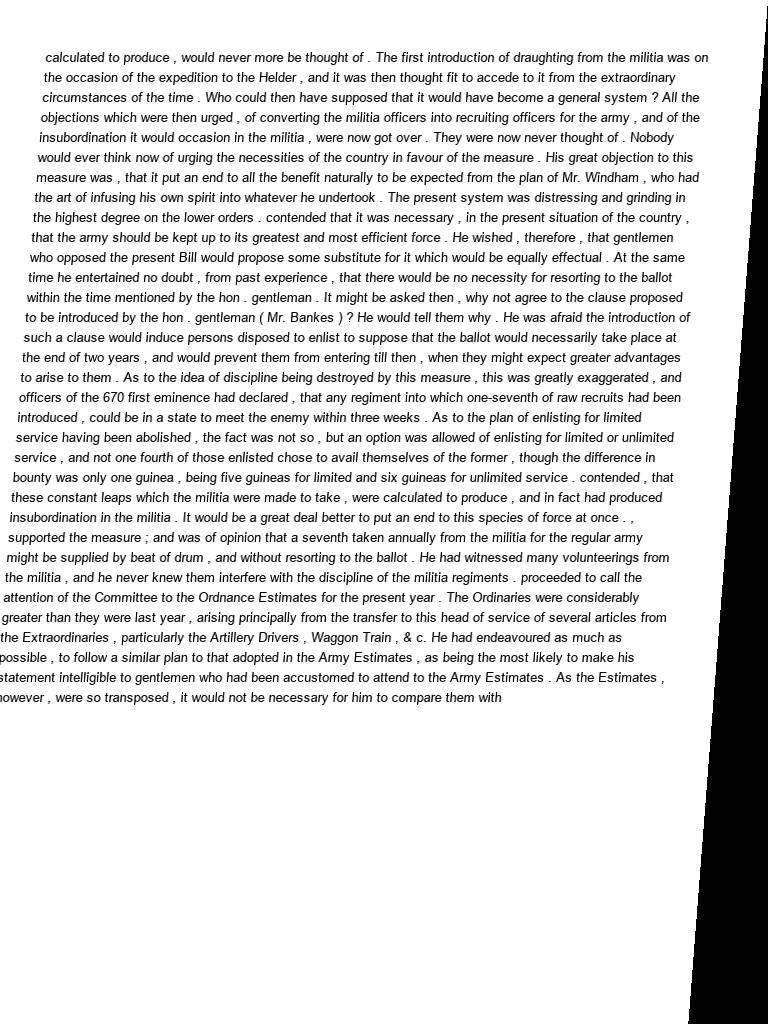 calculated to produce , would never more be thought of . The first introduction of draughting from the militia was on
the occasion of the expedition to the Helder , and it was then thought fit to accede to it from the extraordinary
circumstances of the time . Who could then have supposed that it would have become a general system ? All the
objections which were then urged , of converting the militia officers into recruiting officers for the army , and of the
insubordination it would occasion in the militia , were now got over . They were now never thought of . Nobody
would ever think now of urging the necessities of the country in favour of the measure . His great objection to this
measure was , that it put an end to all the benefit naturally to be expected from the plan of Mr. Windham , who had
the art of infusing his own spirit into whatever he undertook . The present system was distressing and grinding in
the highest degree on the lower orders . contended that it was necessary , in the present situation of the country ,
that the army should be kept up to its greatest and most efficient force . He wished , therefore , that gentlemen
who opposed the present Bill would propose some substitute for it which would be equally effectual . At the same
time he entertained no doubt , from past experience , that there would be no necessity for resorting to the ballot
within the time mentioned by the hon . gentleman . It might be asked then , why not agree to the clause proposed
to be introduced by the hon . gentleman ( Mr. Bankes ) ? He would tell them why . He was afraid the introduction of
such a clause would induce persons disposed to enlist to suppose that the ballot would necessarily take place at
the end of two years , and would prevent them from entering till then , when they might expect greater advantages
to arise to them . As to the idea of discipline being destroyed by this measure , this was greatly exaggerated , and
officers of the 670 first eminence had declared , that any regiment into which one-seventh of raw recruits had been
introduced , could be in a state to meet the enemy within three weeks . As to the plan of enlisting for limited
service having been abolished , the fact was not so , but an option was allowed of enlisting for limited or unlimited
service , and not one fourth of those enlisted chose to avail themselves of the former , though the difference in
bounty was only one guinea , being five guineas for limited and six guineas for unlimited service . contended , that
these constant leaps which the militia were made to take , were calculated to produce , and in fact had produced
insubordination in the militia . It would be a great deal better to put an end to this species of force at once . ,
supported the measure ; and was of opinion that a seventh taken annually from the militia for the regular army
might be supplied by beat of drum , and without resorting to the ballot . He had witnessed many volunteerings from
the militia , and he never knew them interfere with the discipline of the militia regiments . proceeded to call the
attention of the Committee to the Ordnance Estimates for the present year . The Ordinaries were considerably
greater than they were last year , arising principally from the transfer to this head of service of several articles from
the Extraordinaries , particularly the Artillery Drivers , Waggon Train , & c. He had endeavoured as much as
possible , to follow a similar plan to that adopted in the Army Estimates , as being the most likely to make his
statement intelligible to gentlemen who had been accustomed to attend to the Army Estimates . As the Estimates ,
however , were so transposed , it would not be necessary for him to compare them with